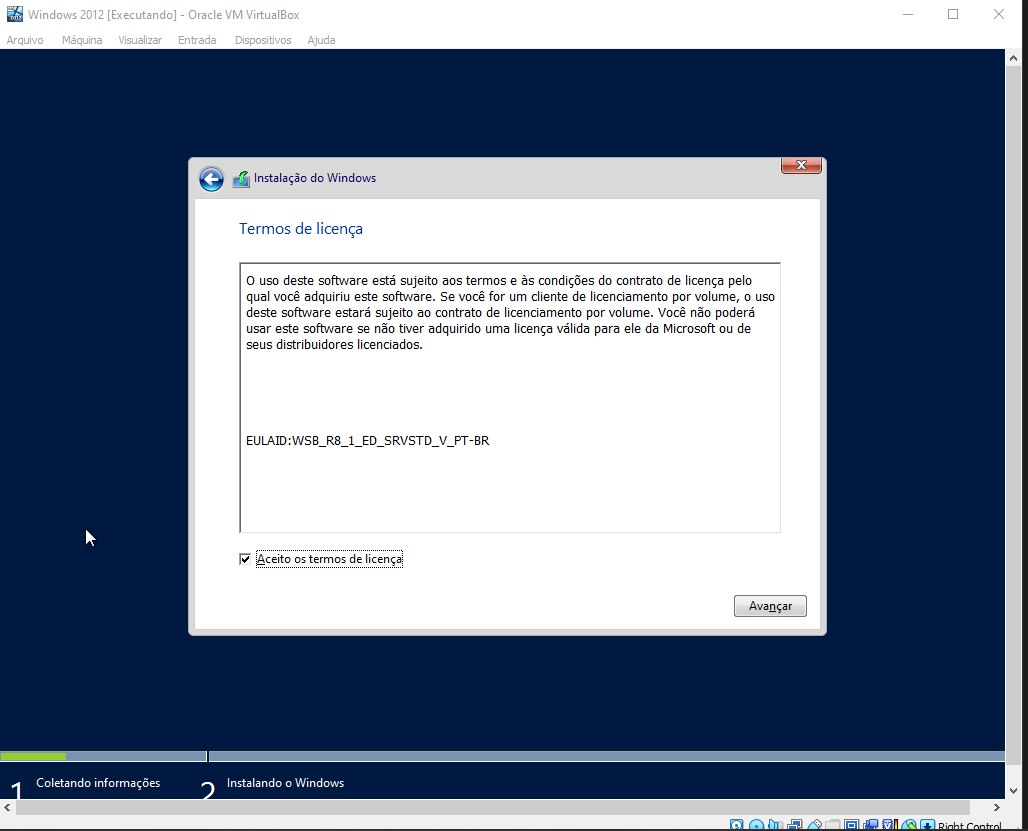 Windows 2012 [Executando] - Oracle VM VirtualBox
Arquivo Máquina Visualizar Entrada Dispositivos Ajuda
Instalação do Windows
Termos de licença
O uso deste software está sujeito aos termos e às condições do contrato de licença pelo
qual você adquiriu este software. Se você for um cliente de licenciamento por volume, o uso
deste software estará sujeito ao contrato de licenciamento por volume. Você não poderá
usar este software se não tiver adquirido uma licença válida para ele da Microsoft ou de
seus distribuidores licenciados.
EULAID:WSB_R8_1_ED_SRVSTD_V_PT-BR
Aceito os termos de licença
Avançar
1 Coletando informações 2 Instalando o Windows
Right Control